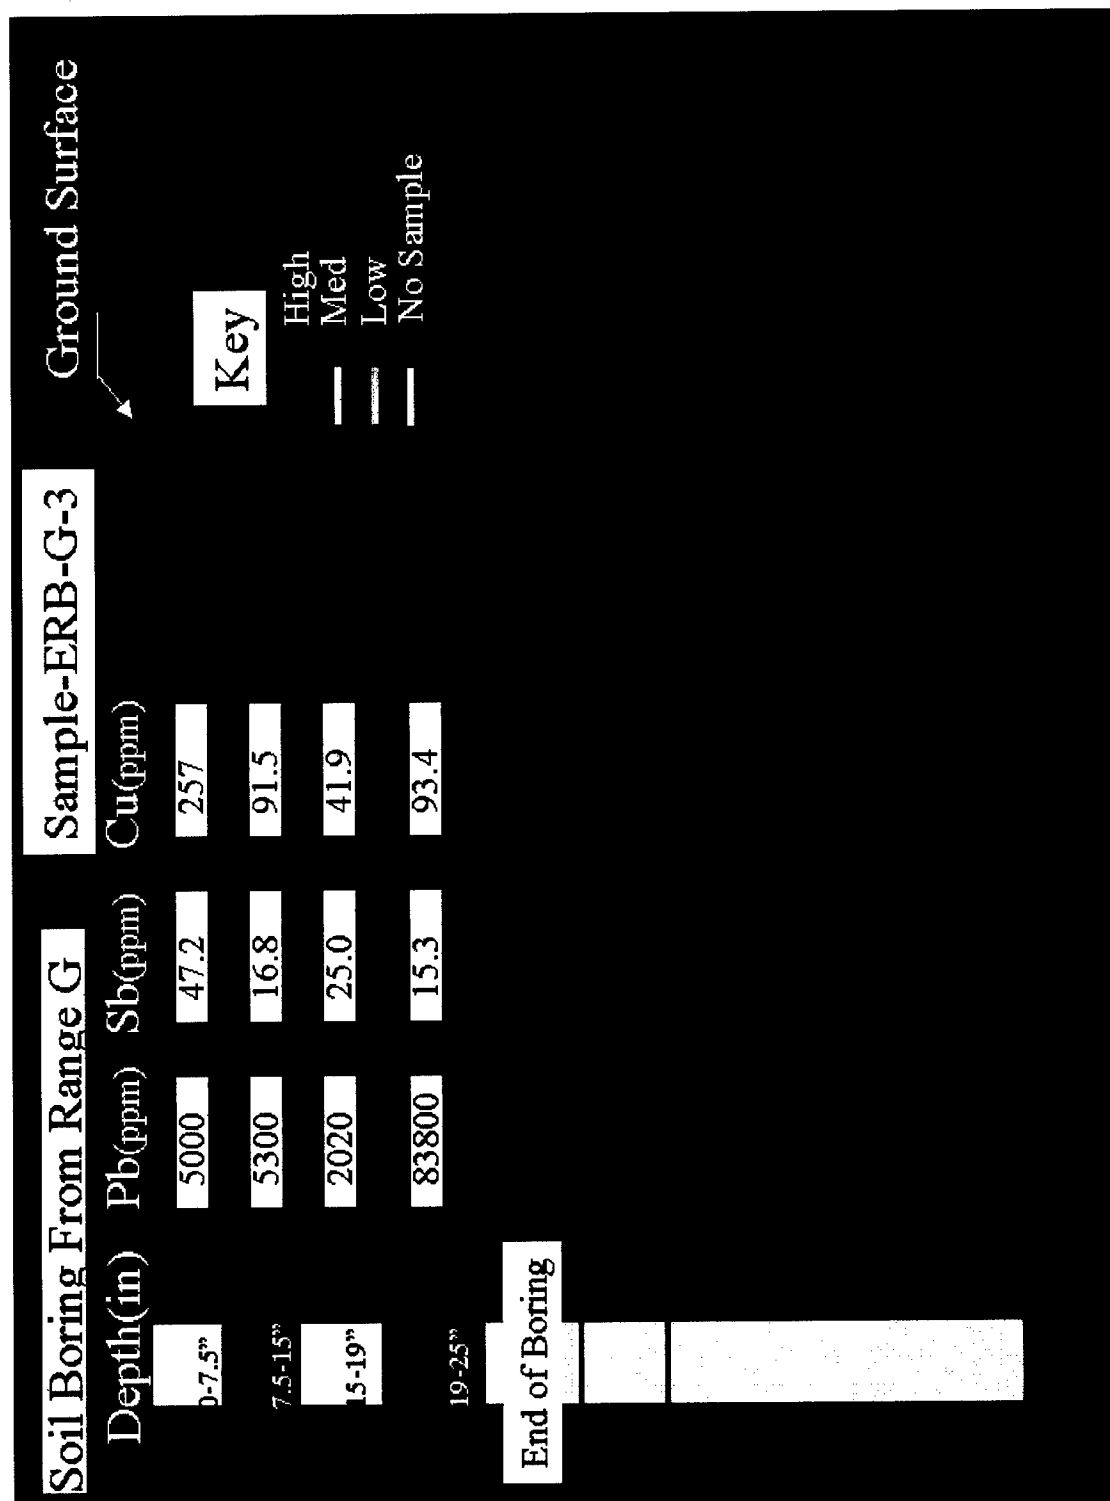 Soil Boring From Range G
Sample-ERB-G-3
Ground Surface
Depth(in) Pb(ppm) Sb(ppm) Cu(ppm)
0-7.5” 5000 47.2 257
7.5-15” 5300 16.8 91.5
15-19” 2020 25.0 41.9
19-25” 83800 15.3 93.4
End of Boring
Key
High
Med
Low
No Sample